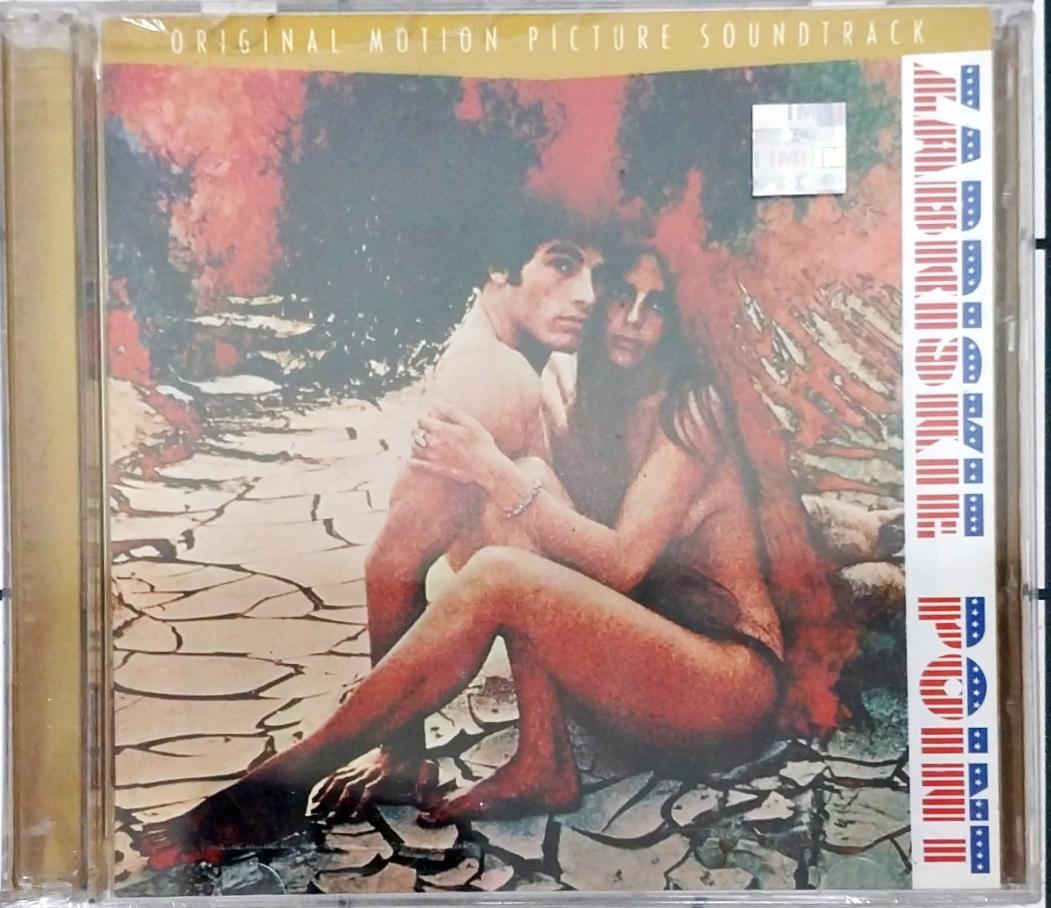 ORIGINAL MOTION PICTURE SOUNDTRACK
ZABRISKIE POINT